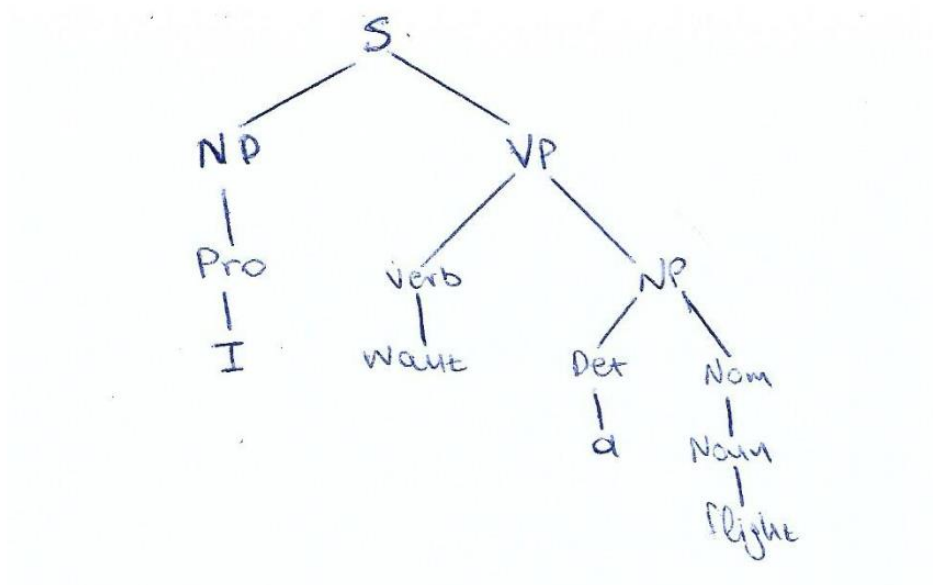 S.
NP VP
Pro Verb NP
I Want Det Nom
a Noun
flight